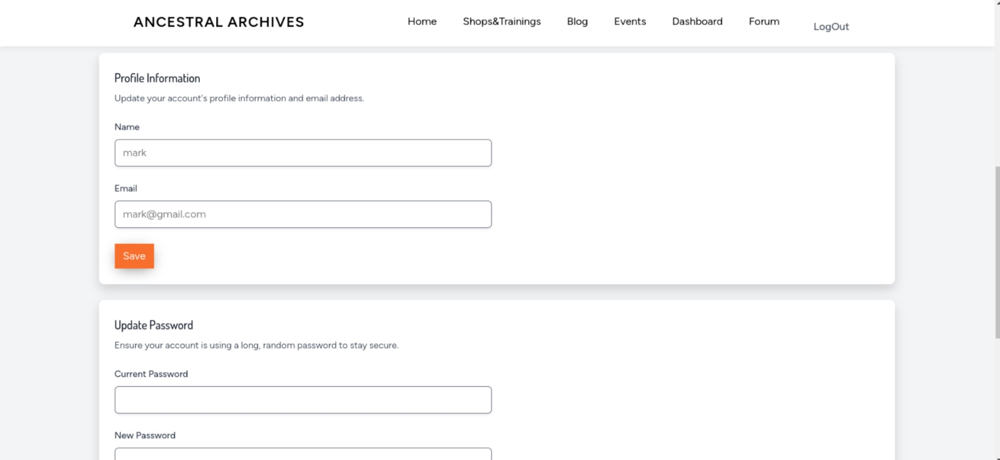 ANCESTRAL ARCHIVES
Home Shops&Trainings Blog Events Dashboard Forum LogOut
Profile Information
Update your account's profile information and email address.
Name
mark
Email
mark@gmail.com
Save
Update Password
Ensure your account is using a long, random password to stay secure.
Current Password
New Password